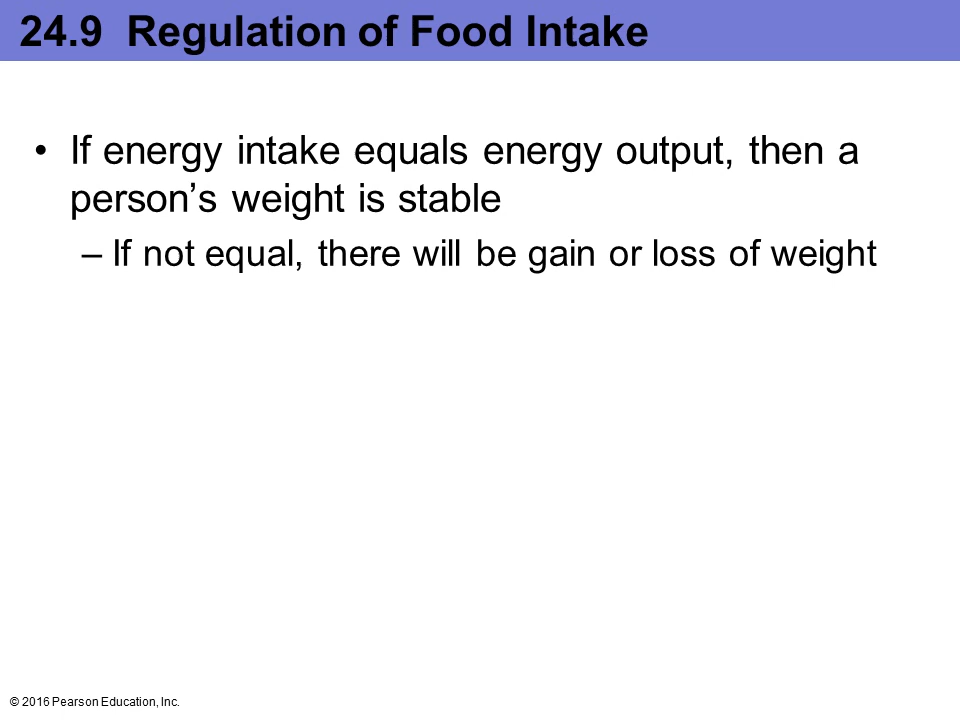 24.9 Regulation of Food Intake
• If energy intake equals energy output, then a
person’s weight is stable
– If not equal, there will be gain or loss of weight
© 2016 Pearson Education, Inc.